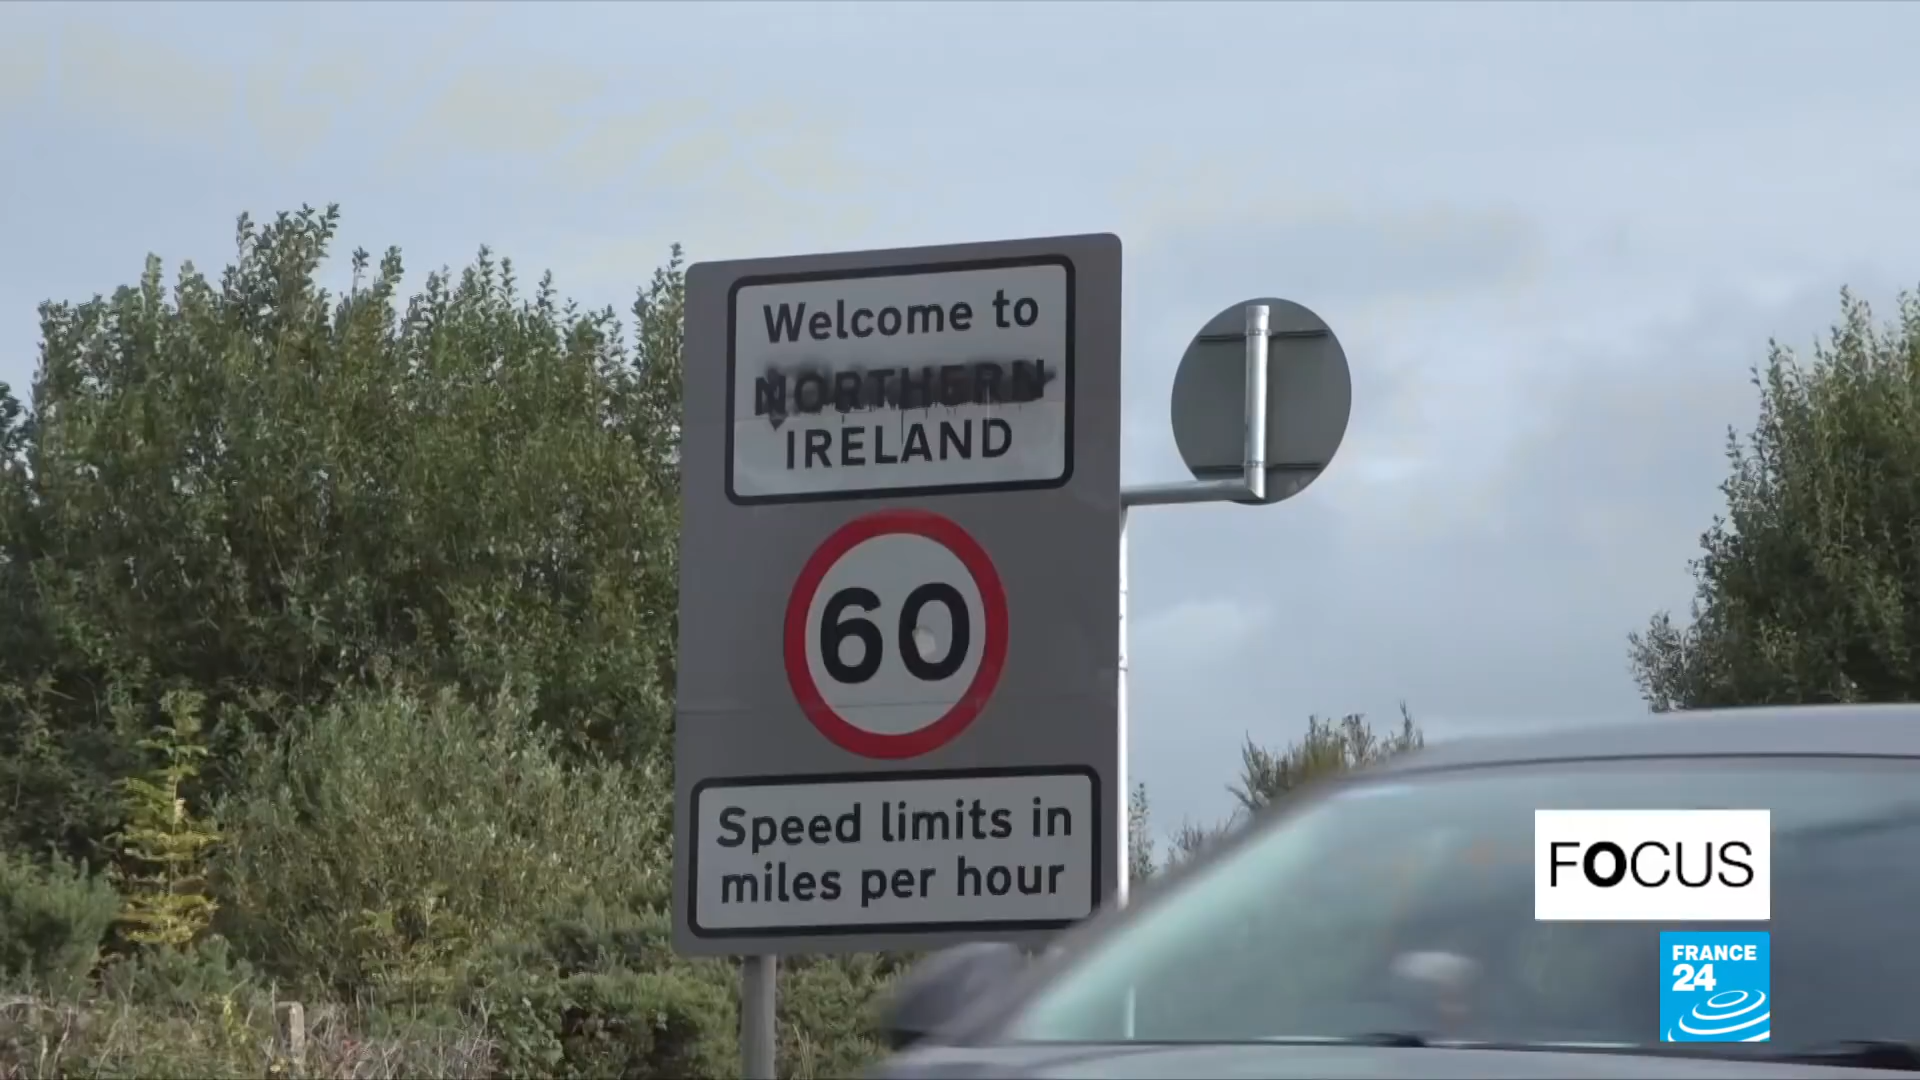 Welcome to
NORTHERN
IRELAND
60
Speed limits in
miles per hour
FOCUS
FRANCE
24